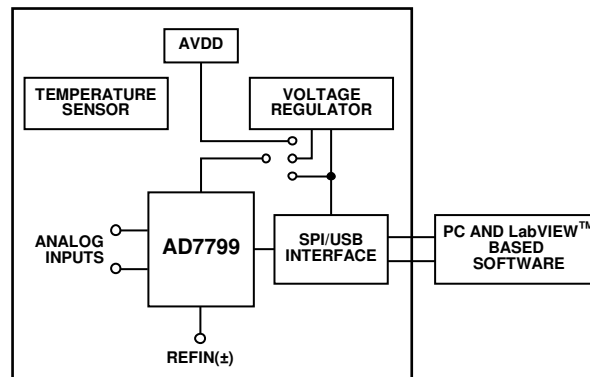 AVDD
TEMPERATURE
SENSOR
VOLTAGE
REGULATOR
ANALOG
INPUTS
AD7799
SPI/USB
INTERFACE
PC AND LabVIEW™
BASED
SOFTWARE
REFIN(±)